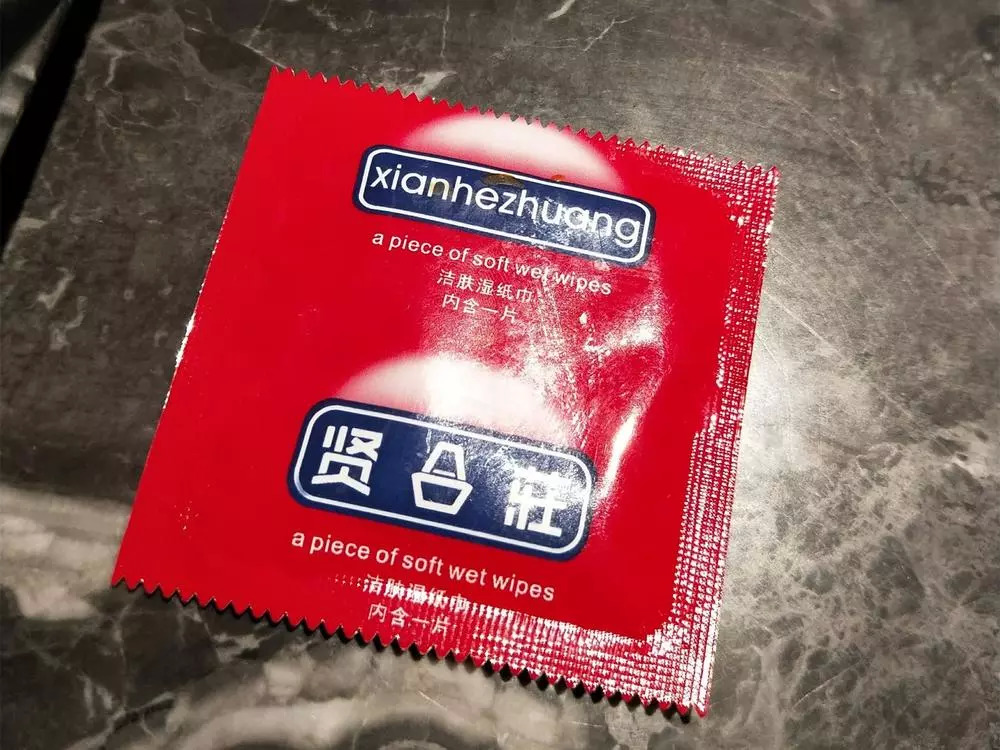 xianhezhuang
a piece of soft wet wipes
洁肤湿纸巾
内含一片
贤合莊
a piece of soft wet wipes
洁肤湿纸巾
内含一片